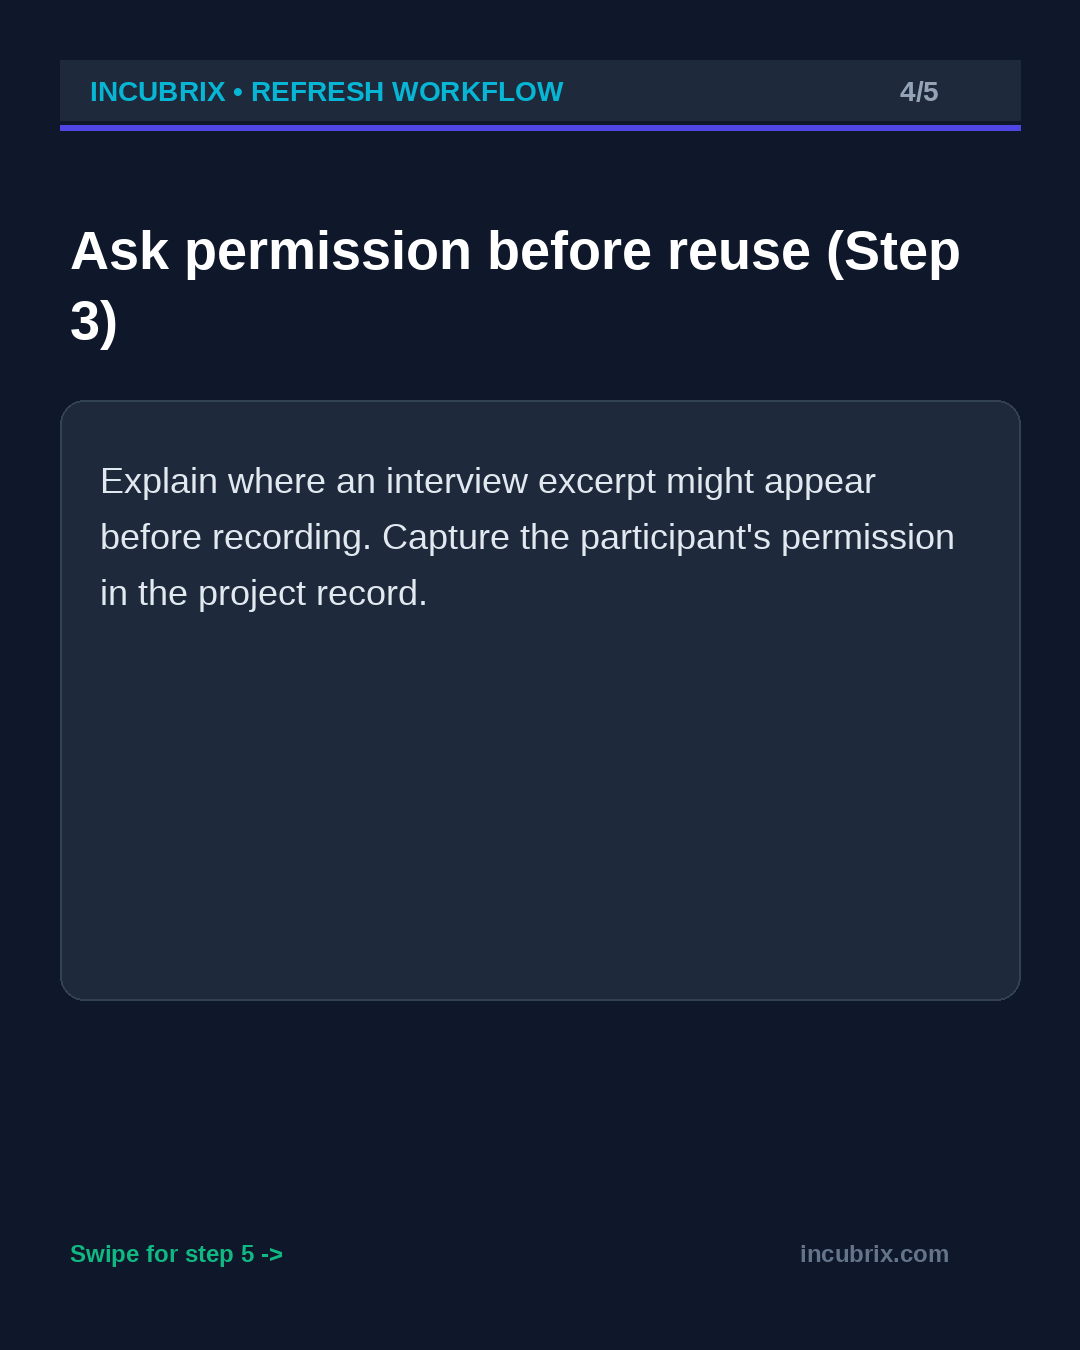 INCUBRIX • REFRESH WORKFLOW 4/5
Ask permission before reuse (Step
3)
Explain where an interview excerpt might appear
before recording. Capture the participant's permission
in the project record.
Swipe for step 5 -> incubrix.com